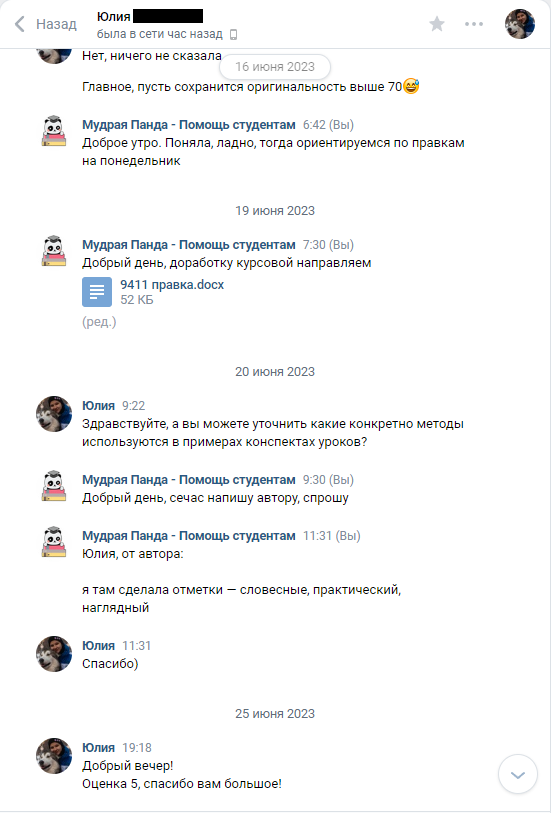 Назад
Юлия
была в сети час назад
Нет, ничего не сказала
16 июня 2023
Главное, пусть сохранится оригинальность выше 70😅
Мудрая Панда - Помощь студентам 6:42 (Вы)
Доброе утро. Поняла, ладно, тогда ориентируемся по правкам
на понедельник
19 июня 2023
Мудрая Панда - Помощь студентам 7:30 (Вы)
Добрый день, доработку курсовой направляем
9411 правка.docx
52 КБ
(ред.)
20 июня 2023
Юлия 9:22
Здравствуйте, а вы можете уточнить какие конкретно методы
используются в примерах конспектах уроков?
Мудрая Панда - Помощь студентам 9:30 (Вы)
Добрый день, сечас напишу автору, спрошу
Мудрая Панда - Помощь студентам 11:31 (Вы)
Юлия, от автора:
я там сделала отметки — словесные, практический,
наглядный
Юлия 11:31
Спасибо)
25 июня 2023
Юлия 19:18
Добрый вечер!
Оценка 5, спасибо вам большое!